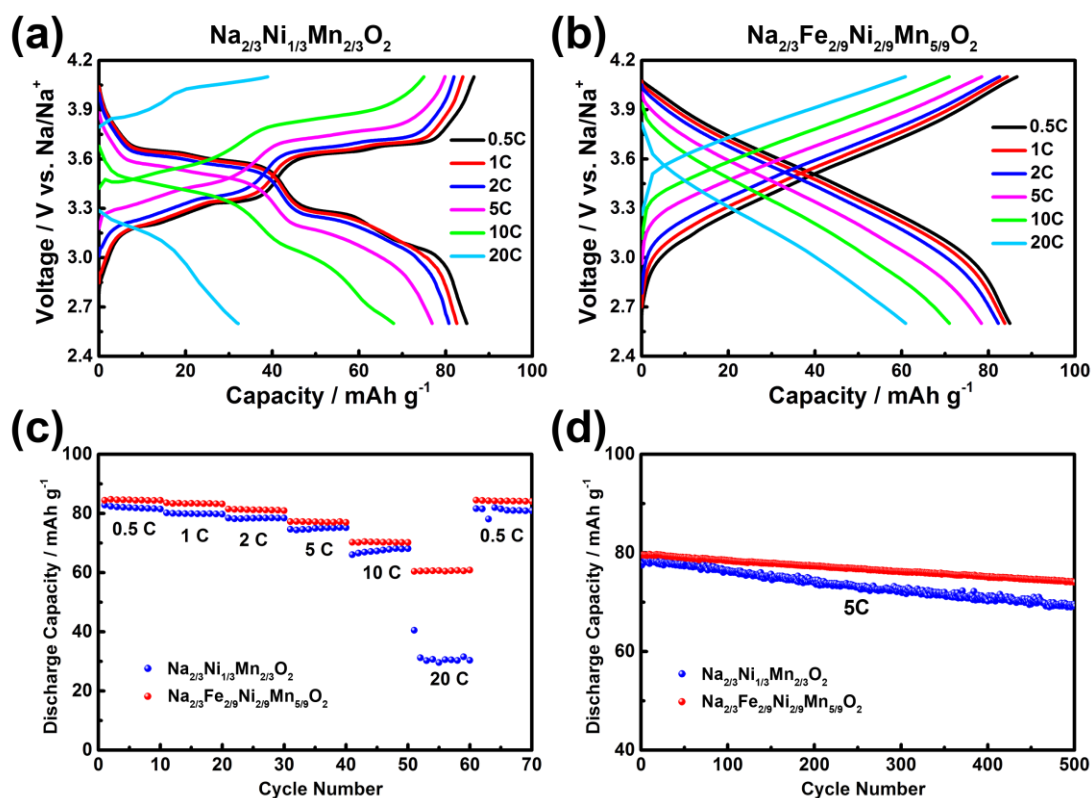 (a)
Na2/3Ni1/3Mn2/3O2
4.2
3.9
3.6
3.3
3.0
2.7
2.4
Voltage / V vs. Na/Na+
0.5C
1C
2C
5C
10C
20C
0 20 40 60 80 100
Capacity / mAh g-1
(b)
Na2/3Fe2/9Ni2/9Mn5/9O2
4.2
3.9
3.6
3.3
3.0
2.7
2.4
Voltage / V vs. Na/Na+
0.5C
1C
2C
5C
10C
20C
0 20 40 60 80 100
Capacity / mAh g-1
(c)
100
80
60
40
20
0
Discharge Capacity / mAh g-1
0.5 C
1 C
2 C
5 C
10 C
20 C
0.5 C
Na2/3Ni1/3Mn2/3O2
Na2/3Fe2/9Ni2/9Mn5/9O2
0 10 20 30 40 50 60 70
Cycle Number
(d)
100
80
60
40
Discharge Capacity / mAh g-1
5C
Na2/3Ni1/3Mn2/3O2
Na2/3Fe2/9Ni2/9Mn5/9O2
0 100 200 300 400 500
Cycle Number